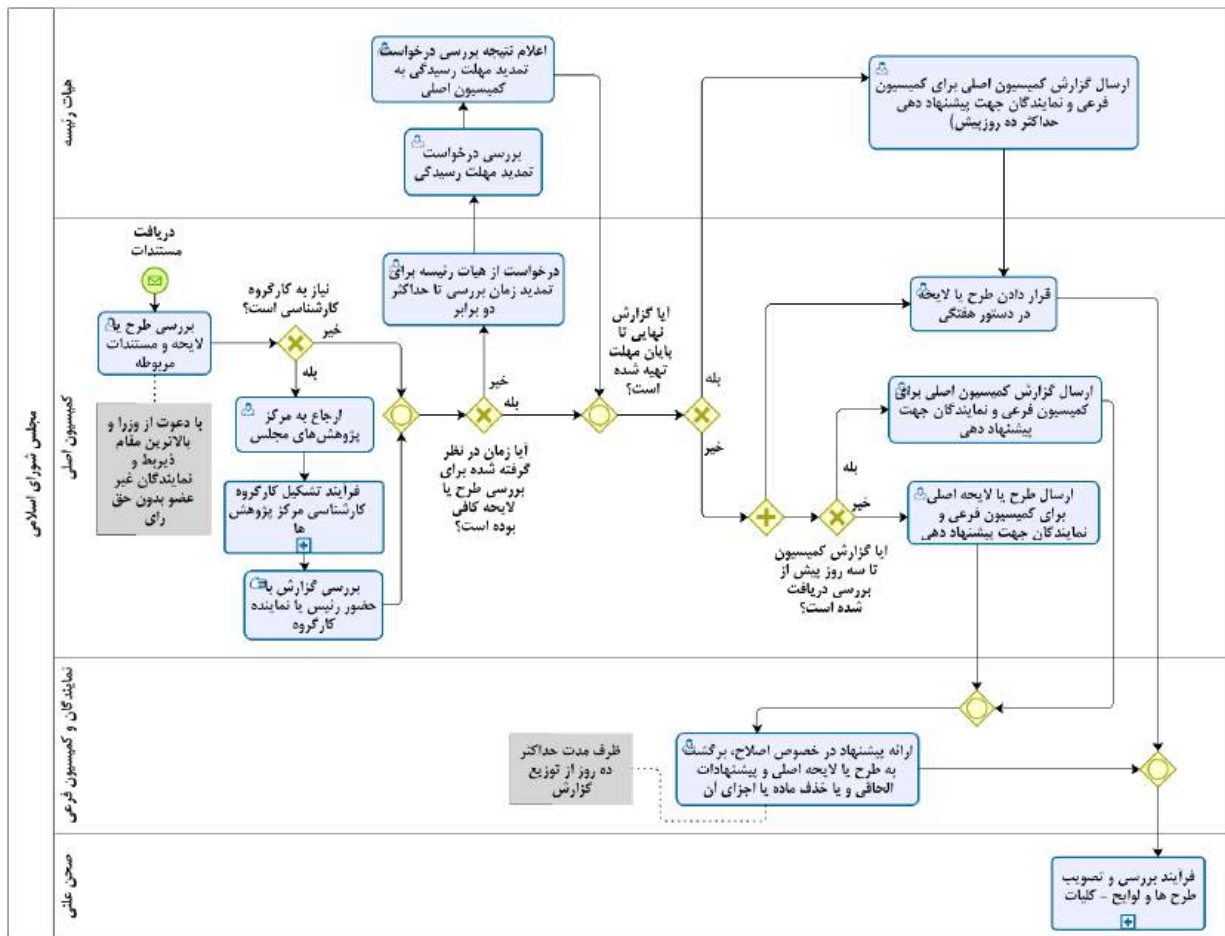 مجلس شورای اسلامی
هیات رئیسه
اعلام نتیجه بررسی درخواست
تمدید مهلت رسیدگی به
کمیسیون اصلی
بررسی درخواست
تمدید مهلت رسیدگی
ارسال گزارش کمیسیون اصلی برای کمیسیون
فرعی و نمایندگان جهت پیشنهاد دهی
حداکثر ده روزپیش)
کمیسیون اصلی
دریافت
مستندات
بررسی طرح یا
لایحه و مستندات
مربوطه
با دعوت از وزرا و
بالاترین مقام
ذیربط و
نمایندگان غیر
عضو بدون حق
رای
نیاز به کارگروه
کارشناسی است؟
خیر
بله
ارجاع به مرکز
پژوهش‌های مجلس
فرآیند تشکیل کارگروه
کارشناسی مرکز پژوهش
ها
بررسی گزارش با
حضور رئیس یا نماینده
کارگروه
درخواست از هیات رئیسه برای
تمدید زمان بررسی تا حداکثر
دو برابر
خیر
بله
آیا زمان در نظر
گرفته شده برای
بررسی طرح یا
لایحه کافی
بوده است؟
آیا گزارش
نهایی تا
پایان مهلت
تهیه شده
است؟
بله
خیر
قرار دادن طرح یا لایحه
در دستور هفتگی
ارسال گزارش کمیسیون اصلی برای
کمیسیون فرعی و نمایندگان جهت
پیشنهاد دهی
بله
خیر
ارسال طرح یا لایحه اصلی
برای کمیسیون فرعی و
نمایندگان جهت پیشنهاد دهی
ایا گزارش کمیسیون
تا سه روز پیش از
بررسی دریافت
شده است؟
نمایندگان و کمیسیون فرعی
ظرف مدت حداکثر
ده روز از توزیع
گزارش
ارائه پیشنهاد در خصوص اصلاح، برگشت
به طرح یا لایحه اصلی و پیشنهادات
الحاقی و یا حذف ماده یا اجزای آن
صحن علنی
فرآیند بررسی و تصویب
طرح ها و لوایح - کلیات